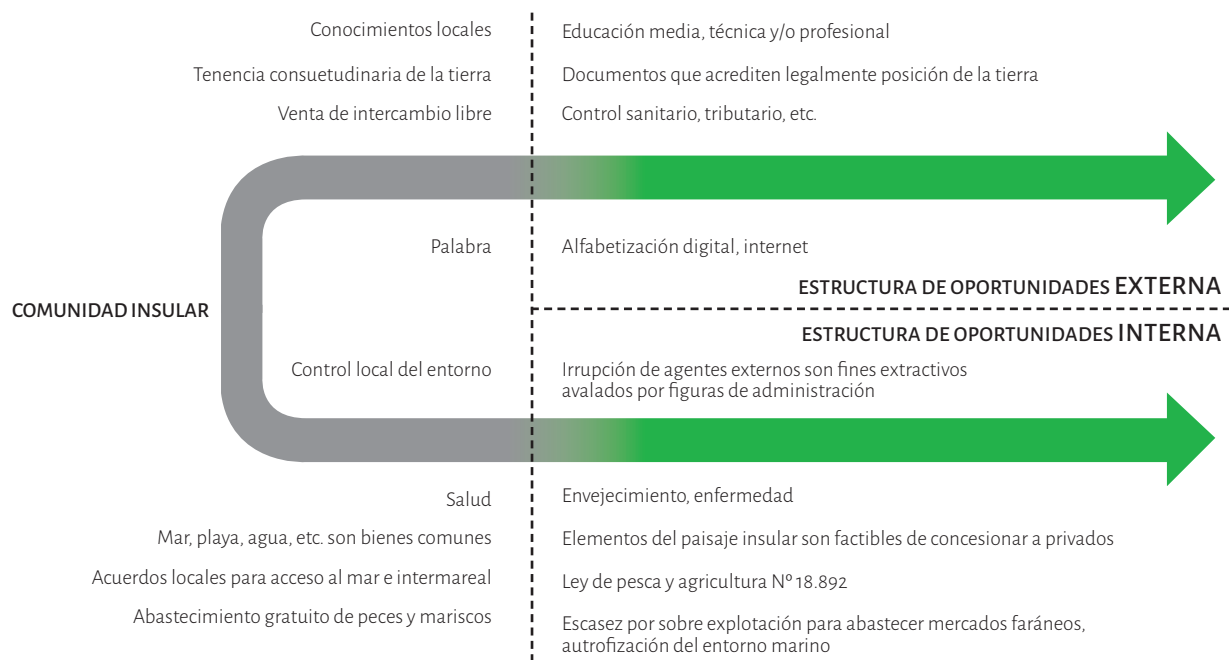 Conocimientos locales
Educación media, técnica y/o profesional
Tenencia consuetudinaria de la tierra
Documentos que acrediten legalmente posición de la tierra
Venta de intercambio libre
Control sanitario, tributario, etc.
Palabra
Alfabetización digital, internet
ESTRUCTURA DE OPORTUNIDADES EXTERNA
COMUNIDAD INSULAR
ESTRUCTURA DE OPORTUNIDADES INTERNA
Control local del entorno
Irrupción de agentes externos son fines extractivos
avalados por figuras de administración
Salud
Envejecimiento, enfermedad
Mar, playa, agua, etc. son bienes comunes
Elementos del paisaje insular son factibles de concesionar a privados
Acuerdos locales para acceso al mar e intermareal
Ley de pesca y agricultura Nº 18.892
Abastecimiento gratuito de peces y mariscos
Escasez por sobre explotación para abastecer mercados faráneos,
autrofización del entorno marino